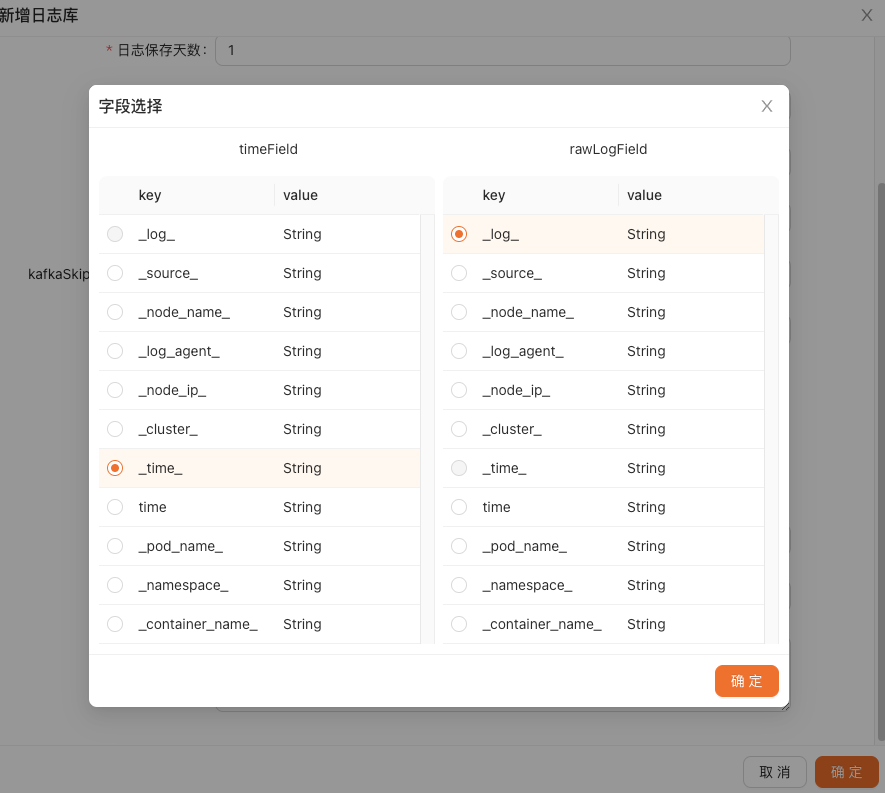 新增日志库
* 日志保存天数： 1
kafkaSkip
字段选择
timeField rawLogField
key value key value
_log_ String _log_ String
_source_ String _source_ String
_node_name_ String _node_name_ String
_log_agent_ String _log_agent_ String
_node_ip_ String _node_ip_ String
_cluster_ String _cluster_ String
_time_ String _time_ String
time String time String
_pod_name_ String _pod_name_ String
_namespace_ String _namespace_ String
_container_name_ String _container_name_ String
确 定
取 消 确 定